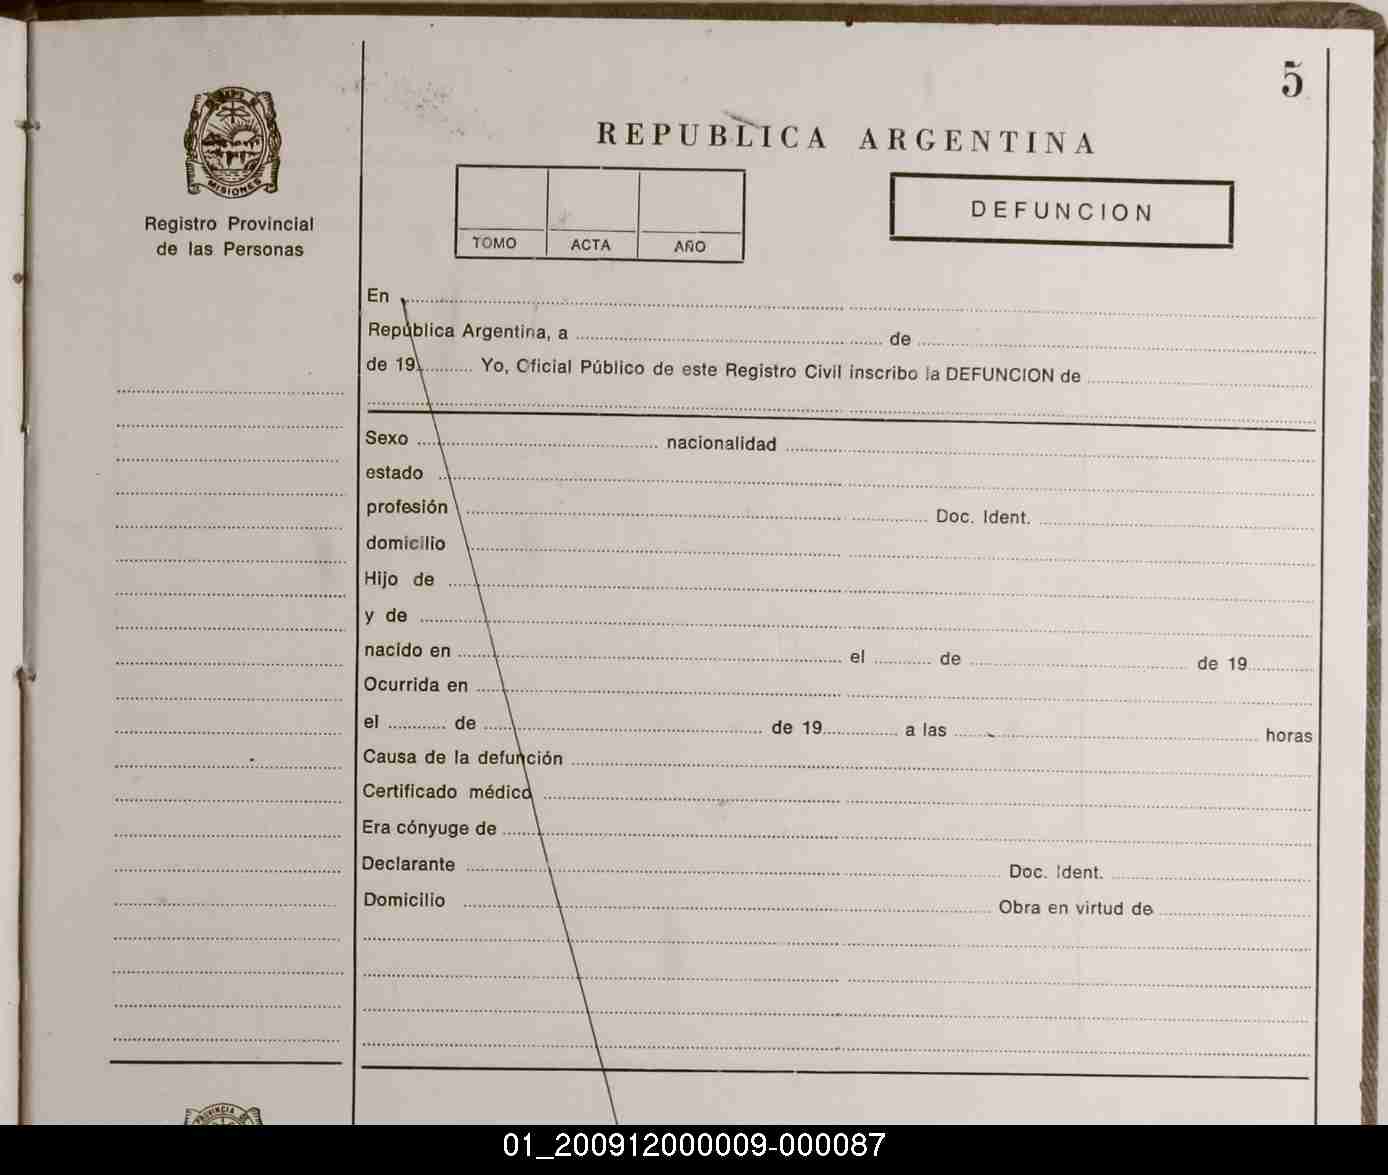 5
MISIONES
Registro Provincial
de las Personas
REPUBLICA ARGENTINA
TOMO ACTA AÑO
DEFUNCION
En
República Argentina, a de
de 19 Yo, Oficial Público de este Registro Civil inscribo la DEFUNCION de
Sexo nacionalidad
estado
profesión Doc. Ident.
domicilio
Hijo de
y de
nacido en el de de 19
Ocurrida en
el de de 19 a las horas
Causa de la defunción
Certificado médico
Era cónyuge de
Declarante Doc. Ident.
Domicilio Obra en virtud de
PROVINCIA DE
01_200912000009-000087